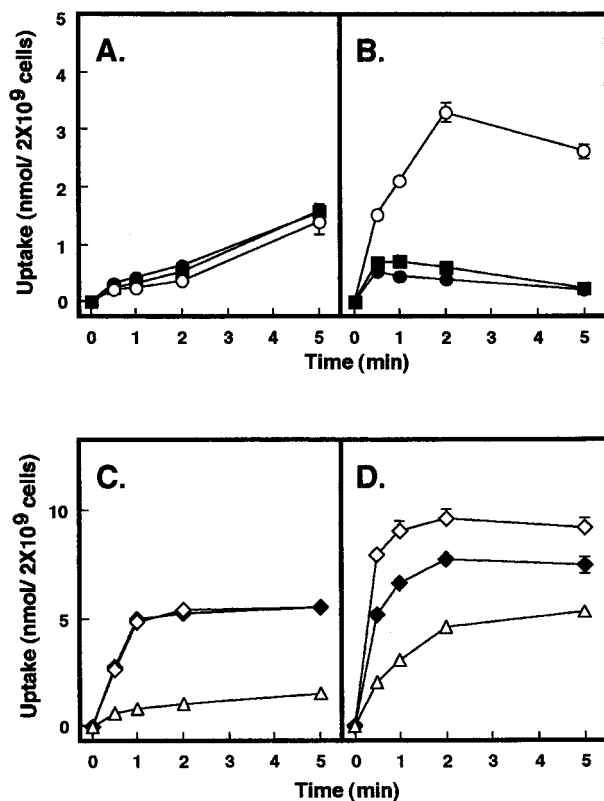 A.
B.
Uptake (nmol/ 2X10⁹ cells)
5
4
3
2
1
0
0 1 2 3 4 5
0 1 2 3 4 5
Time (min)
C.
D.
Uptake (nmol/ 2X10⁹ cells)
10
5
0
0 1 2 3 4 5
0 1 2 3 4 5
Time (min)